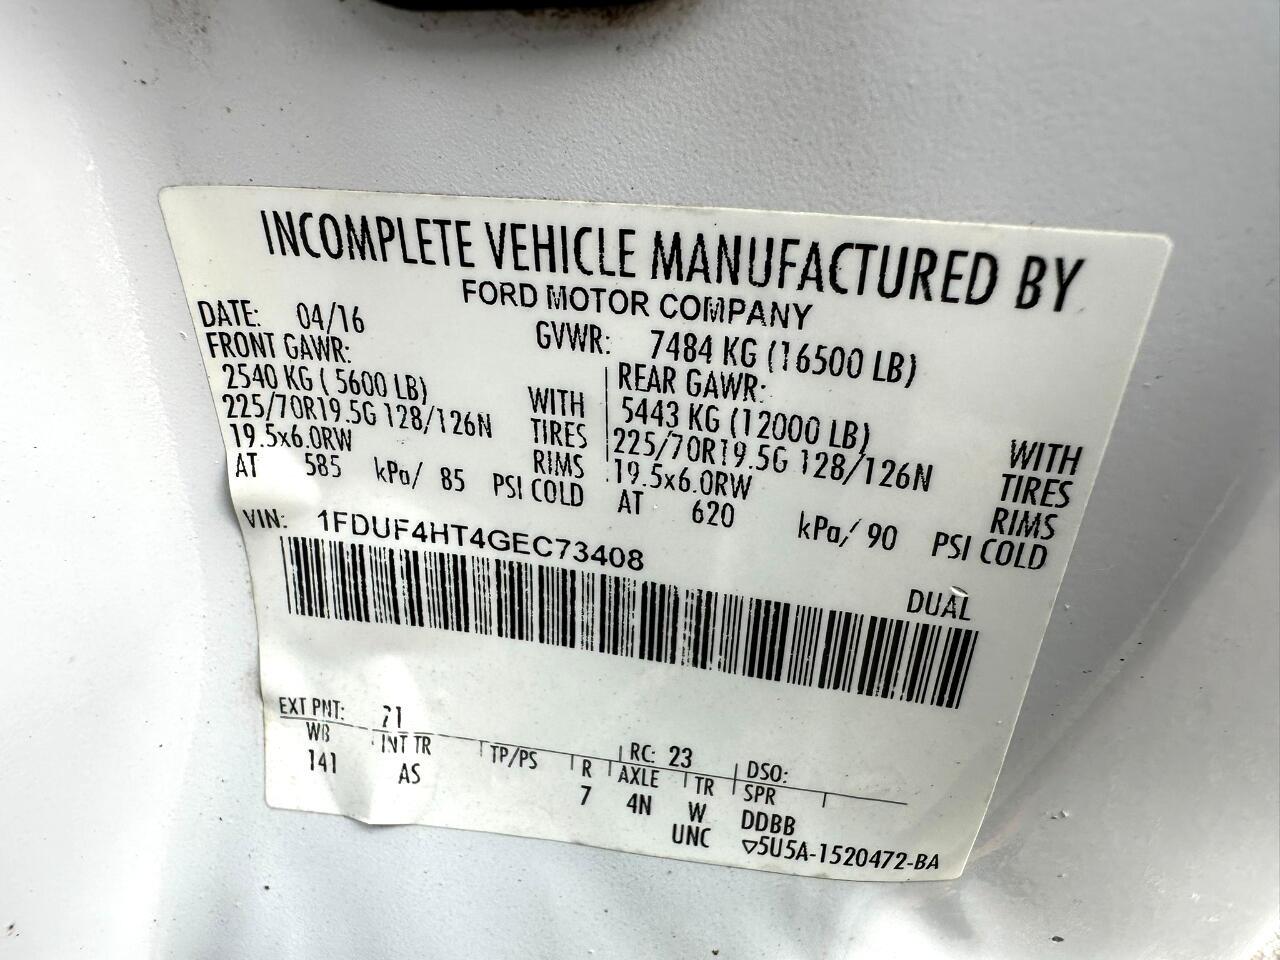 INCOMPLETE VEHICLE MANUFACTURED BY
FORD MOTOR COMPANY
DATE: 04/16 GVWR: 7484 KG (16500 LB)
FRONT GAWR: REAR GAWR:
2540 KG ( 5600 LB) WITH 5443 KG (12000 LB) WITH
225/70R19.5G 128/126N TIRES 225/70R19.5G 128/126N TIRES
19.5x6.0RW RIMS 19.5x6.0RW RIMS
AT 585 kPa/ 85 PSI COLD AT 620 kPa/ 90 PSI COLD
VIN: 1FDUF4HT4GEC73408
DUAL
EXT PNT: Z1 RC: 23 DSO:
WB INT TR TP/PS R AXLE TR SPR
141 AS 7 4N W DDBB
UNC ▽5U5A-1520472-BA